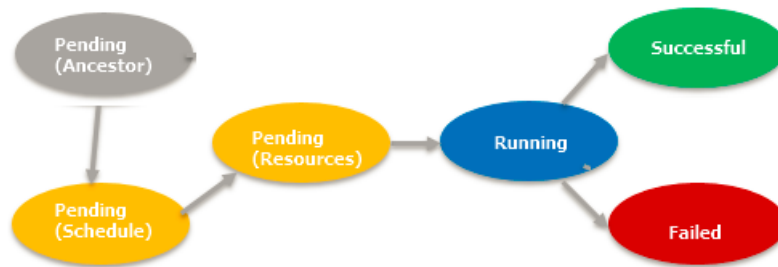 Pending
(Ancestor)
Successful
Pending
(Resources)
Running
Pending
(Schedule)
Failed